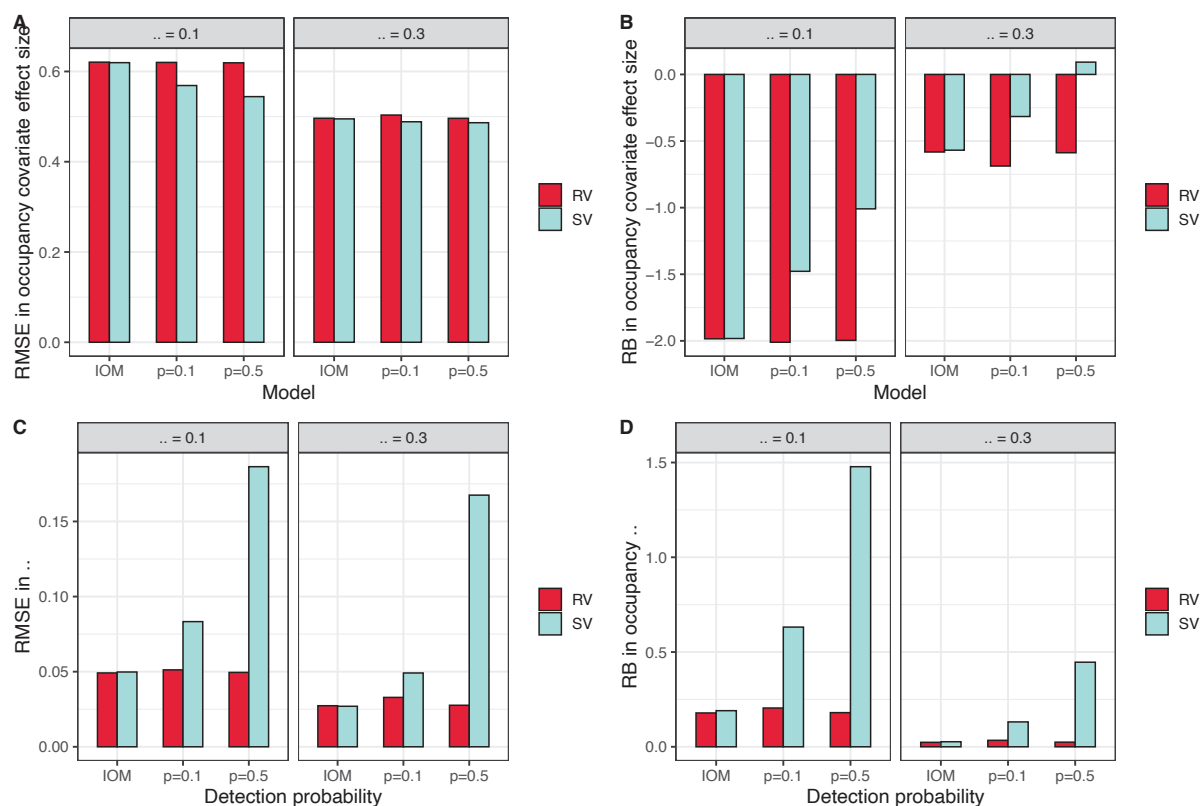 A
.. = 0.1
.. = 0.3
RMSE in occupancy covariate effect size
0.6
0.4
0.2
0.0
IOM
p=0.1
p=0.5
IOM
p=0.1
p=0.5
Model
RV
SV
B
.. = 0.1
.. = 0.3
RB in occupancy covariate effect size
0.0
−0.5
−1.0
−1.5
−2.0
IOM
p=0.1
p=0.5
IOM
p=0.1
p=0.5
Model
RV
SV
C
.. = 0.1
.. = 0.3
RMSE in ..
0.15
0.10
0.05
0.00
IOM
p=0.1
p=0.5
IOM
p=0.1
p=0.5
Detection probability
RV
SV
D
.. = 0.1
.. = 0.3
RB in occupancy ..
1.5
1.0
0.5
0.0
IOM
p=0.1
p=0.5
IOM
p=0.1
p=0.5
Detection probability
RV
SV